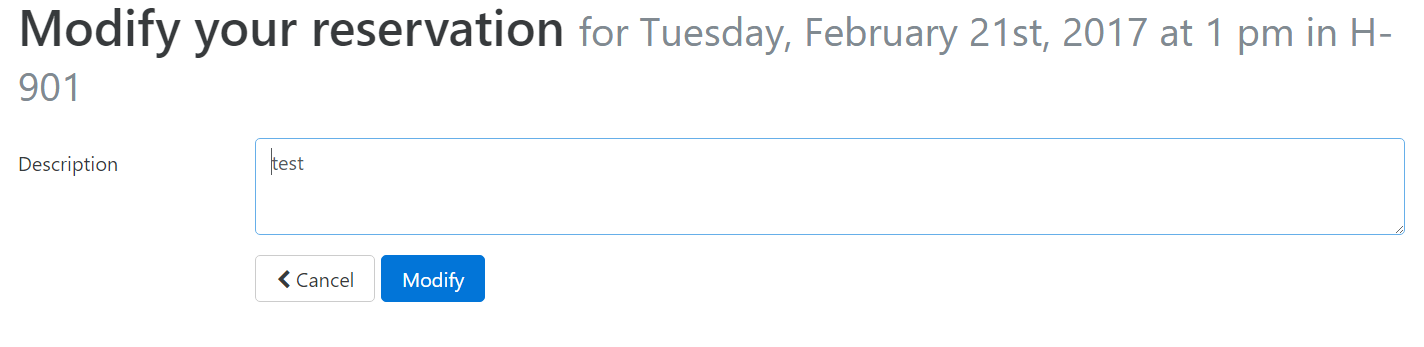 Modify your reservation for Tuesday, February 21st, 2017 at 1 pm in H-
901
Description
test
Cancel
Modify